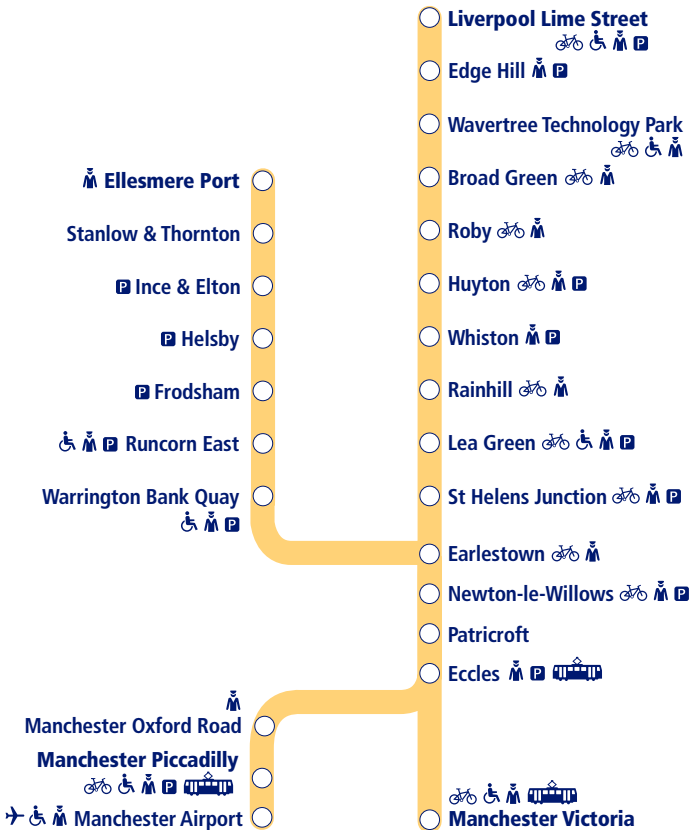 Liverpool Lime Street
P
Edge Hill P
Wavertree Technology Park
Broad Green
Roby
Huyton P
Whiston P
Rainhill
Lea Green P
St Helens Junction P
Earlestown
Newton-le-Willows P
Patricroft
Eccles P
Manchester Victoria
Ellesmere Port
Stanlow & Thornton
P Ince & Elton
P Helsby
P Frodsham
P Runcorn East
Warrington Bank Quay
P
Manchester Oxford Road
Manchester Piccadilly
P
Manchester Airport